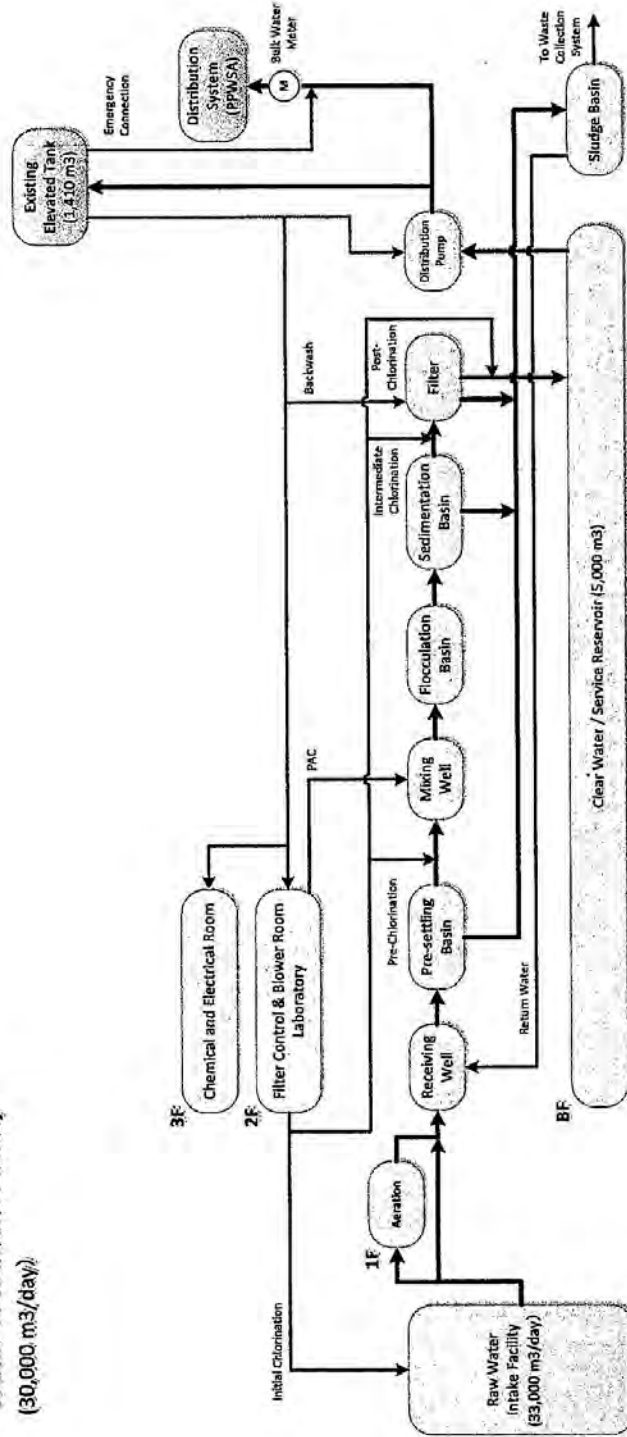 (30,000 m3/day)
Existing
Elevated Tank
(1,410 m3)
Emergency
Connection
Distribution
System
(PPWSA)
M
Bulk Water
Meter
3F
Chemical and Electrical Room
2F
Filter Control & Blower Room
Laboratory
Backwash
Distribution
Pump
Initial Chlorination
Pre-Chlorination
PAC
Intermediate
Chlorination
Post-
Chlorination
1F
Aeration
Raw Water
Intake Facility
(33,000 m3/day)
Receiving
Well
Pre-settling
Basin
Mixing
Well
Flocculation
Basin
Sedimentation
Basin
Filter
Return Water
Sludge Basin
To Waste
Collection
System
BF
Clear Water / Service Reservoir (5,000 m3)